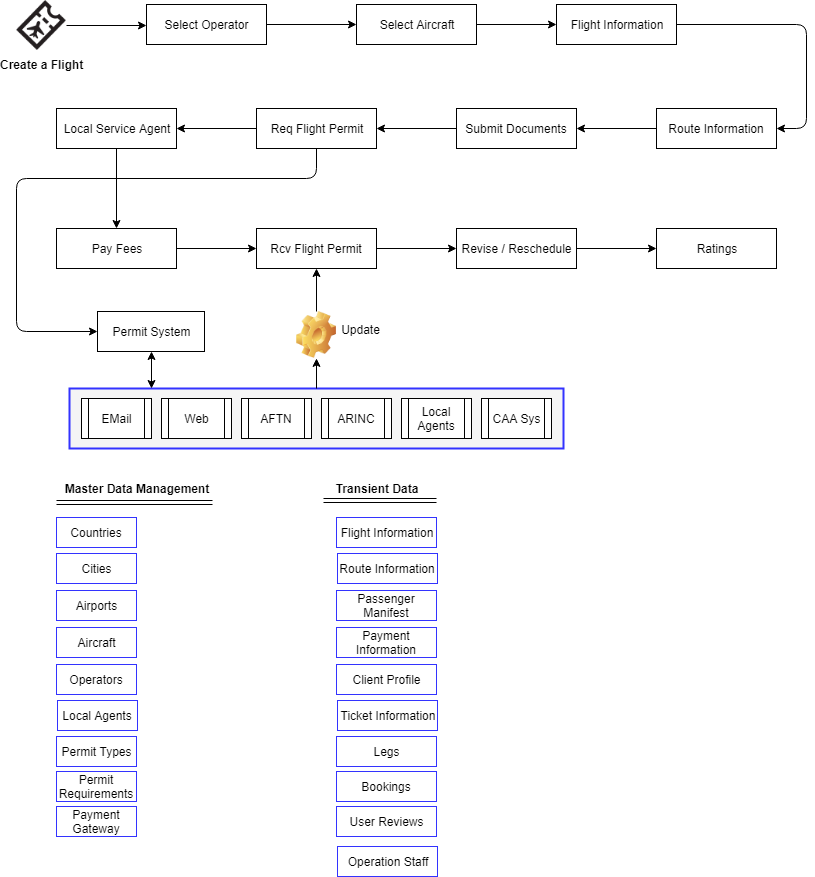 Create a Flight
Select Operator
Select Aircraft
Flight Information
Local Service Agent
Req Flight Permit
Submit Documents
Route Information
Pay Fees
Rcv Flight Permit
Revise / Reschedule
Ratings
Permit System
Update
EMail
Web
AFTN
ARINC
Local
Agents
CAA Sys
Master Data Management
Countries
Cities
Airports
Aircraft
Operators
Local Agents
Permit Types
Permit
Requirements
Payment
Gateway
Transient Data
Flight Information
Route Information
Passenger
Manifest
Payment
Information
Client Profile
Ticket Information
Legs
Bookings
User Reviews
Operation Staff